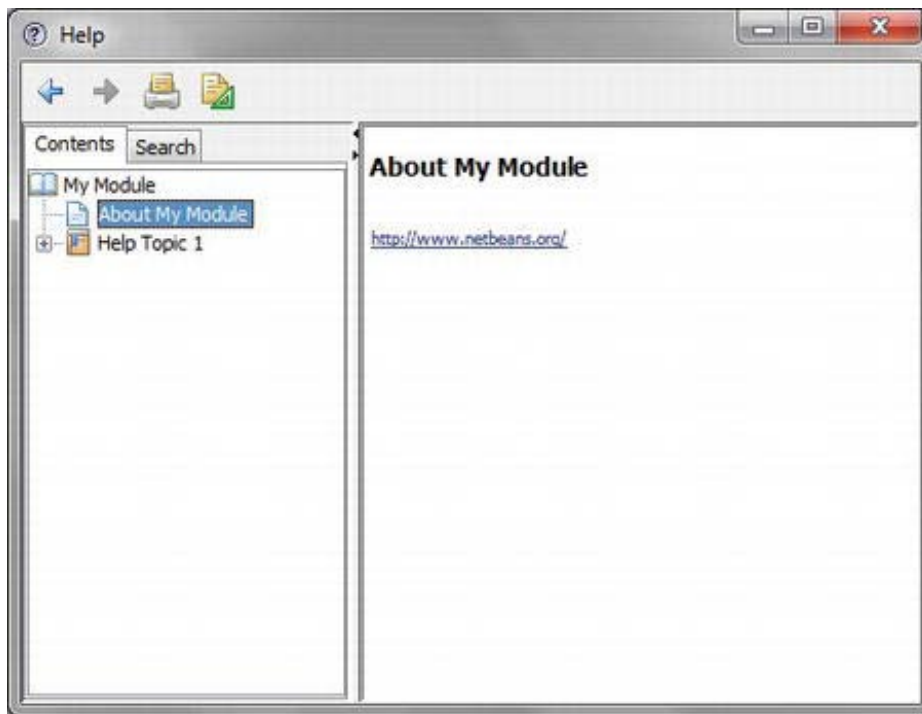 Help
Contents Search
My Module
About My Module
Help Topic 1
About My Module
http://www.netbeans.org/